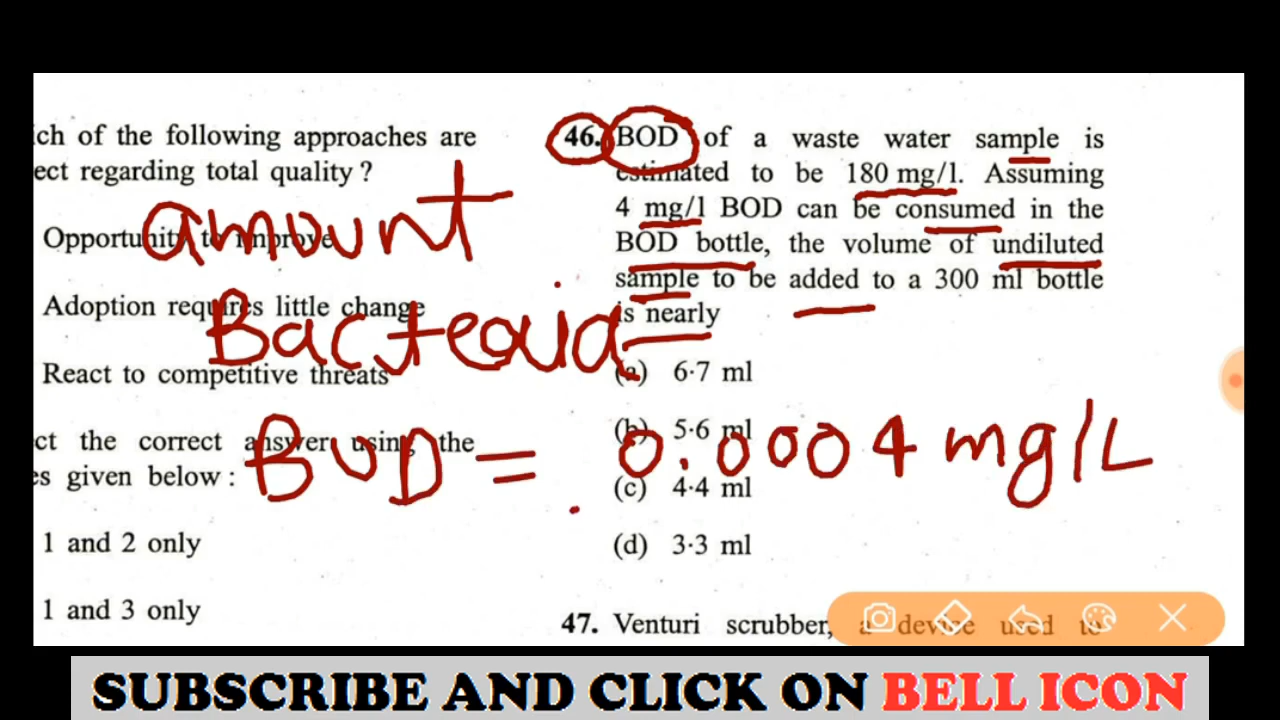 ich of the following approaches are
ect regarding total quality ?
Opportunity to improve
Adoption requires little change
React to competitive threats
ct the correct answer using the
es given below :
1 and 2 only
1 and 3 only
amount
Bacteria
BOD = 0.0004 mg/L
46. BOD of a waste water sample is
estimated to be 180 mg/l. Assuming
4 mg/l BOD can be consumed in the
BOD bottle, the volume of undiluted
sample to be added to a 300 ml bottle
is nearly
(a) 6·7 ml
(b) 5·6 ml
(c) 4·4 ml
(d) 3·3 ml
47. Venturi scrubber, a device used to
SUBSCRIBE AND CLICK ON BELL ICON